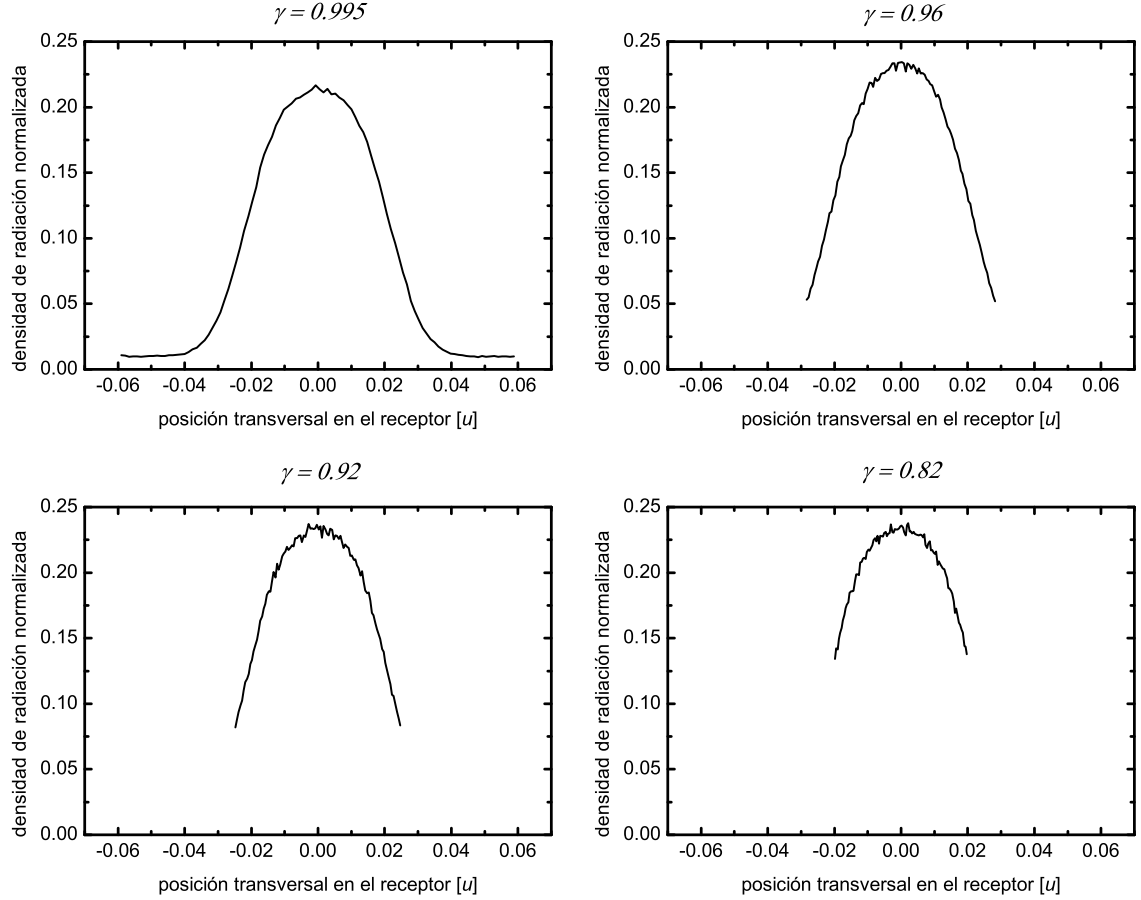 γ = 0.995
densidad de radiación normalizada
0.25
0.20
0.15
0.10
0.05
0.00
-0.06 -0.04 -0.02 0.00 0.02 0.04 0.06
posición transversal en el receptor [u]
γ = 0.96
densidad de radiación normalizada
0.25
0.20
0.15
0.10
0.05
0.00
-0.06 -0.04 -0.02 0.00 0.02 0.04 0.06
posición transversal en el receptor [u]
γ = 0.92
densidad de radiación normalizada
0.25
0.20
0.15
0.10
0.05
0.00
-0.06 -0.04 -0.02 0.00 0.02 0.04 0.06
posición transversal en el receptor [u]
γ = 0.82
densidad de radiación normalizada
0.25
0.20
0.15
0.10
0.05
0.00
-0.06 -0.04 -0.02 0.00 0.02 0.04 0.06
posición transversal en el receptor [u]